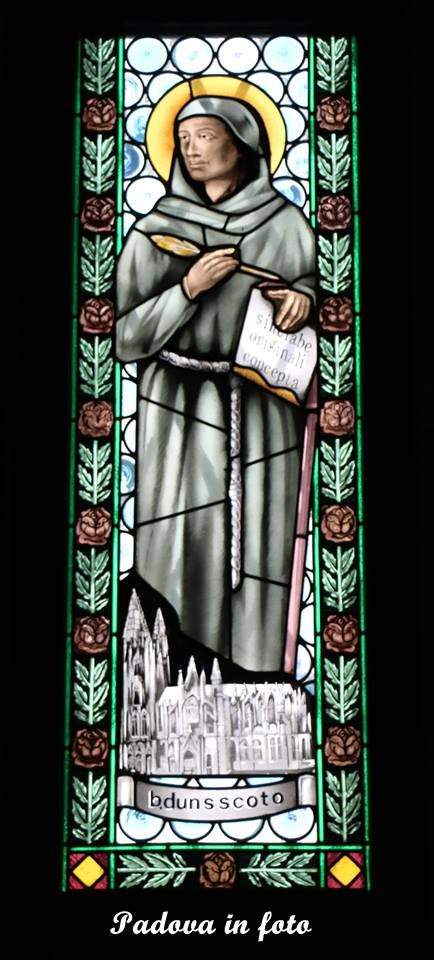 sine labe
originali
concepta
b.dunsscoto
Padova in foto